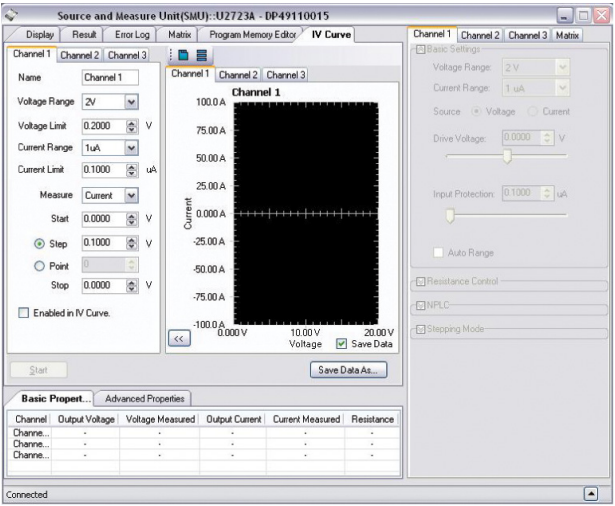 Source and Measure Unit(SMU)::U2723A - DP49110015
Display Result Error Log Matrix Program Memory Editor IV Curve
Channel 1 Channel 2 Channel 3
Name Channel 1
Voltage Range 2V
Voltage Limit 0.2000 V
Current Range 1uA
Current Limit 0.1000 uA
Measure Current
Start 0.0000 V
Step 0.1000 V
Point 0
Stop 0.0000 V
Enabled in IV Curve.
Start
Channel 1 Channel 2 Channel 3
Channel 1
100.0 A
75.00 A
50.00 A
25.00 A
0.000 A
-25.00 A
-50.00 A
-75.00 A
-100.0 A
Current
0.000 V 10.00 V 20.00 V
Voltage
<<
Save Data
Save Data As...
Basic Propert... Advanced Properties
Channel Output Voltage Voltage Measured Output Current Current Measured Resistance
Channe... - - - - -
Channe... - - - - -
Channe... - - - - -
Channel 1 Channel 2 Channel 3 Matrix
Basic Settings
Voltage Range: 2 V
Current Range: 1 uA
Source Voltage Current
Drive Voltage: 0.0000 V
Input Protection: 0.1000 uA
Auto Range
Resistance Control
NPLC
Stepping Mode
Connected